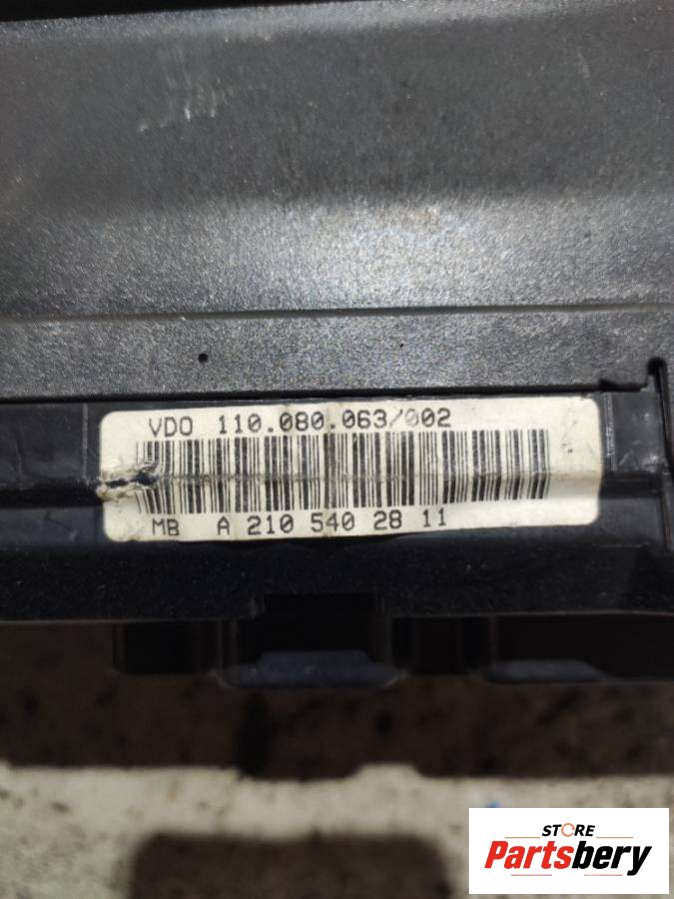 VDO 110.080.063/002
MB A 210 540 28 11
STORE
Partsbery